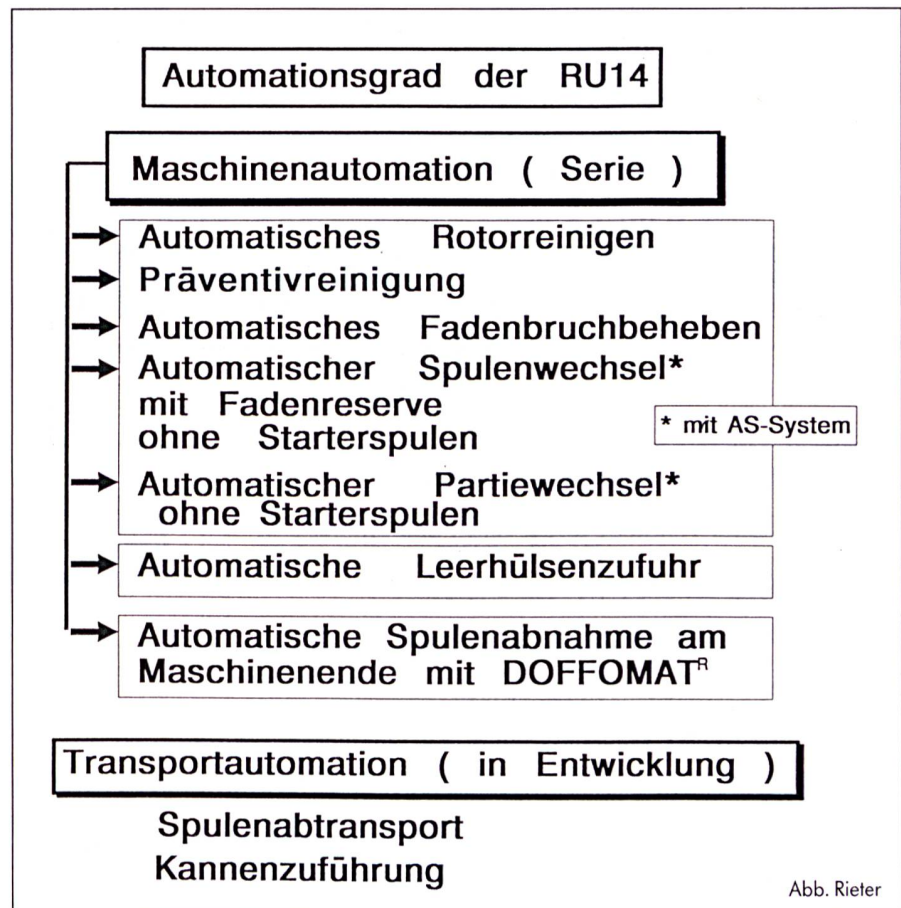 Automationsgrad der RU14
Maschinenautomation ( Serie )
Automatisches Rotorreinigen
Präventivreinigung
Automatisches Fadenbruchbeheben
Automatischer Spulenwechsel*
mit Fadenreserve
ohne Starterspulen
* mit AS-System
Automatischer Partiewechsel*
ohne Starterspulen
Automatische Leerhülsenzufuhr
Automatische Spulenabnahme am
Maschinenende mit DOFFOMATᴿ
Transportautomation ( in Entwicklung )
Spulenabtransport
Kannenzuführung
Abb. Rieter